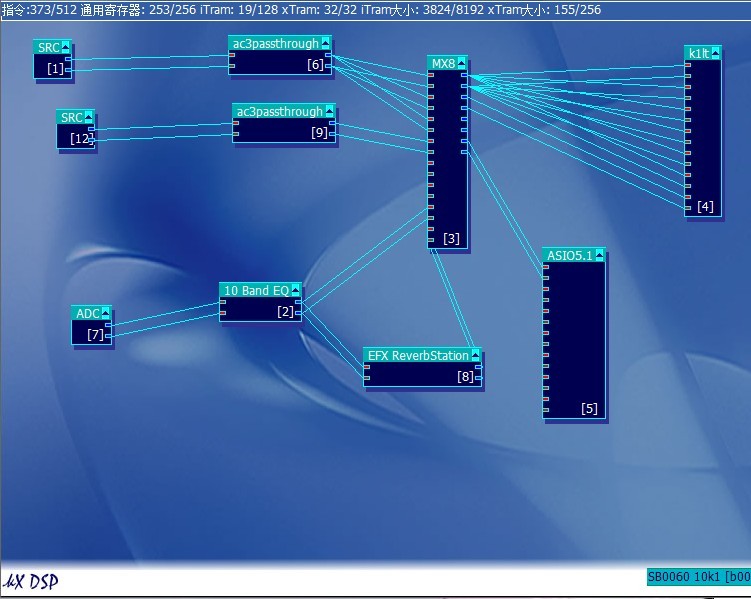 指令:373/512 通用寄存器: 253/256 iTram: 19/128 xTram: 32/32 iTram大小: 3824/8192 xTram大小: 155/256
SRC
[1]
ac3passthrough
[6]
MX8
[3]
k1lt
[4]
SRC
[12]
ac3passthrough
[9]
10 Band EQ
[2]
ADC
[7]
EFX ReverbStation
[8]
ASIO5.1
[5]
µX DSP
SB0060 10k1 [b00